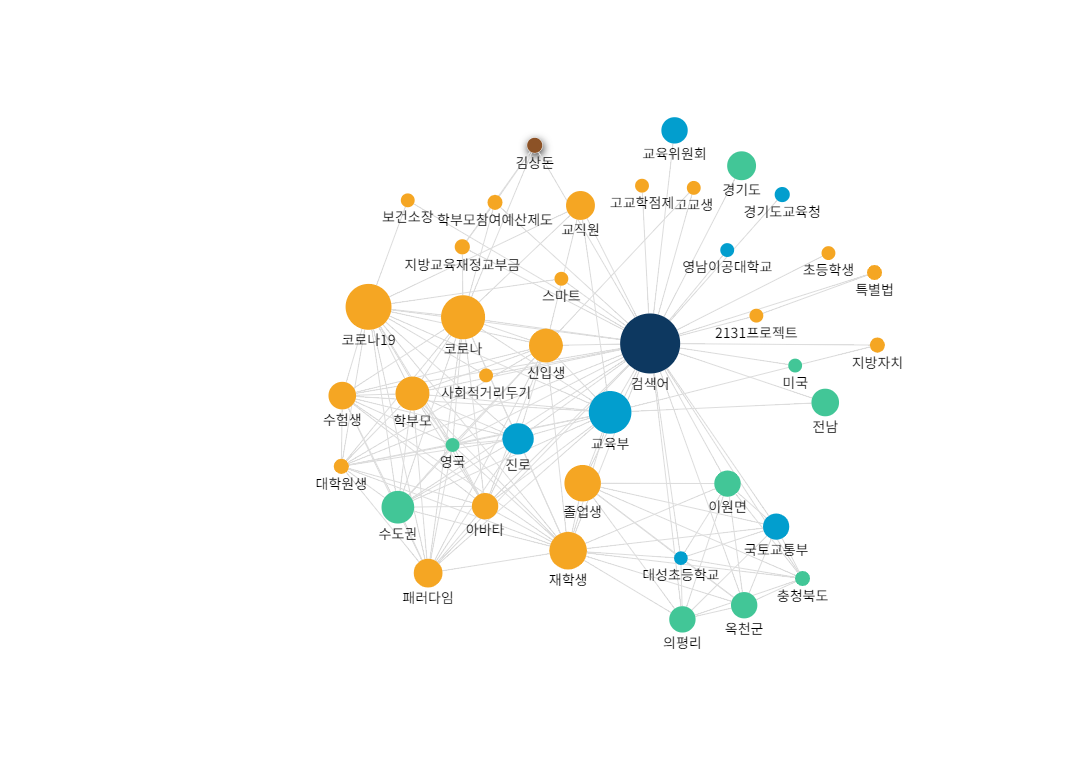 교육위원회
김상돈
경기도
고교학점제
고교생
경기도교육청
보건소장
학부모참여예산제도
교직원
지방교육재정교부금
영남이공대학교
초등학생
특별법
스마트
2131프로젝트
코로나19
코로나
신입생
검색어
지방자치
미국
사회적거리두기
수험생
학부모
교육부
전남
영국
진로
대학원생
졸업생
이원면
수도권
아바타
국토교통부
재학생
대성초등학교
패러다임
충청북도
옥천군
의평리